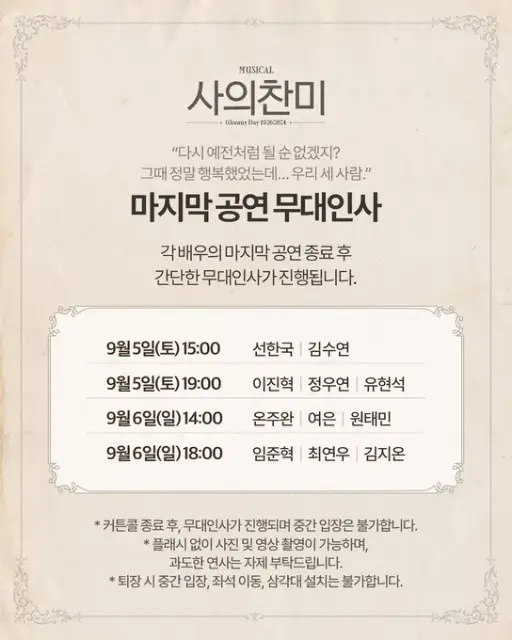 MUSICAL
사의찬미
Gloomy Day 19260804
“다시 예전처럼 될 순 없겠지?
그때 정말 행복했었는데... 우리 세 사람.”
마지막 공연 무대인사
각 배우의 마지막 공연 종료 후
간단한 무대인사가 진행됩니다.
9월 5일(토) 15:00 선한국 | 김수연
9월 5일(토) 19:00 이진혁 | 정우연 | 유현석
9월 6일(일) 14:00 온주완 | 여은 | 원태민
9월 6일(일) 18:00 임준혁 | 최연우 | 김지온
* 커튼콜 종료 후, 무대인사가 진행되며 중간 입장은 불가합니다.
* 플래시 없이 사진 및 영상 촬영이 가능하며,
과도한 연사는 자제 부탁드립니다.
* 퇴장 시 중간 입장, 좌석 이동, 삼각대 설치는 불가합니다.